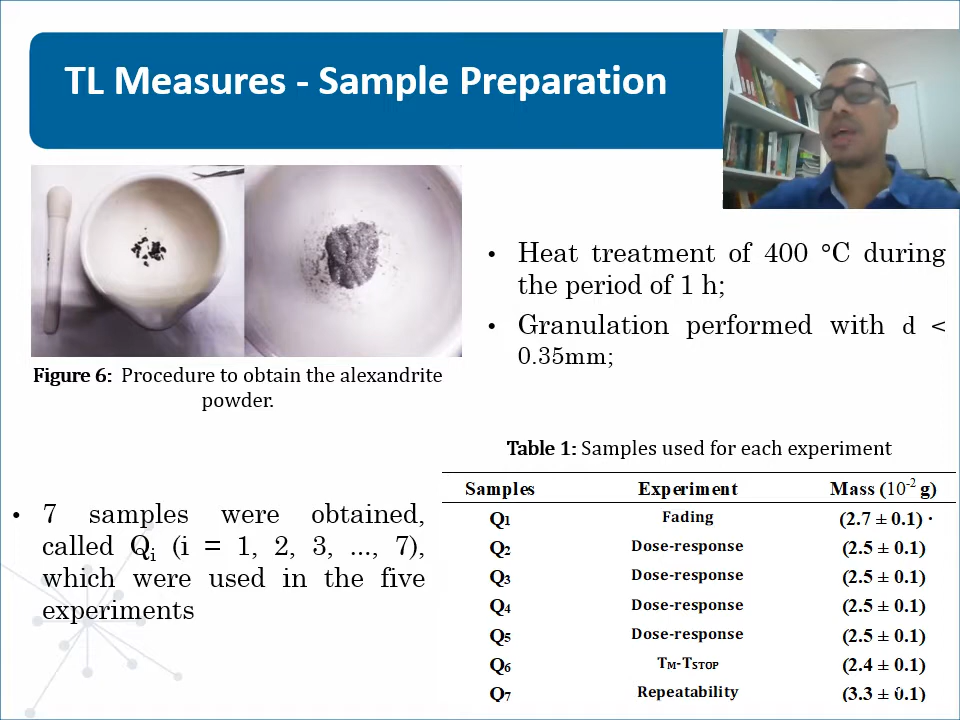 TL Measures - Sample Preparation
• Heat treatment of 400 °C during
the period of 1 h;
• Granulation performed with d <
0.35mm;
Figure 6: Procedure to obtain the alexandrite
powder.
• 7 samples were obtained,
called Qi (i = 1, 2, 3, ..., 7),
which were used in the five
experiments
Table 1: Samples used for each experiment
Samples Experiment Mass (10-2 g)
Q1 Fading (2.7 ± 0.1) ·
Q2 Dose-response (2.5 ± 0.1)
Q3 Dose-response (2.5 ± 0.1)
Q4 Dose-response (2.5 ± 0.1)
Q5 Dose-response (2.5 ± 0.1)
Q6 TM-TSTOP (2.4 ± 0.1)
Q7 Repeatability (3.3 ± 0.1)